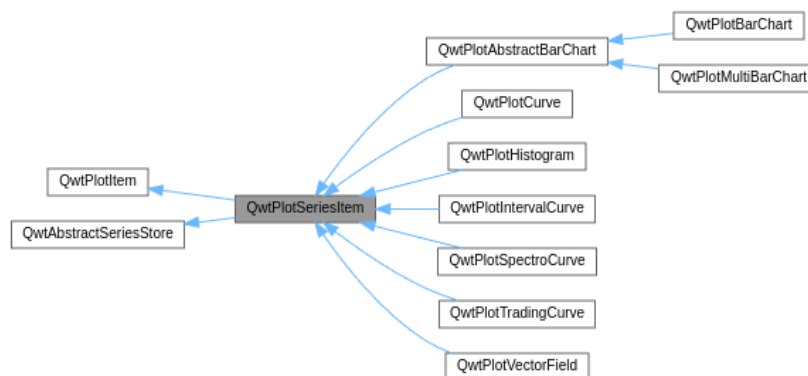 QwtPlotBarChart
QwtPlotAbstractBarChart
QwtPlotMultiBarChart
QwtPlotCurve
QwtPlotHistogram
QwtPlotItem
QwtPlotSeriesItem
QwtPlotIntervalCurve
QwtAbstractSeriesStore
QwtPlotSpectroCurve
QwtPlotTradingCurve
QwtPlotVectorField